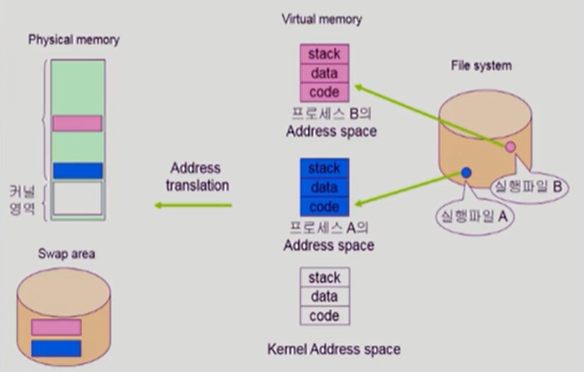 Physical memory
커널
영역
Swap area
Address
translation
Virtual memory
stack
data
code
프로세스 B의
Address space
stack
data
code
프로세스 A의
Address space
stack
data
code
Kernel Address space
File system
실행파일 B
실행파일 A